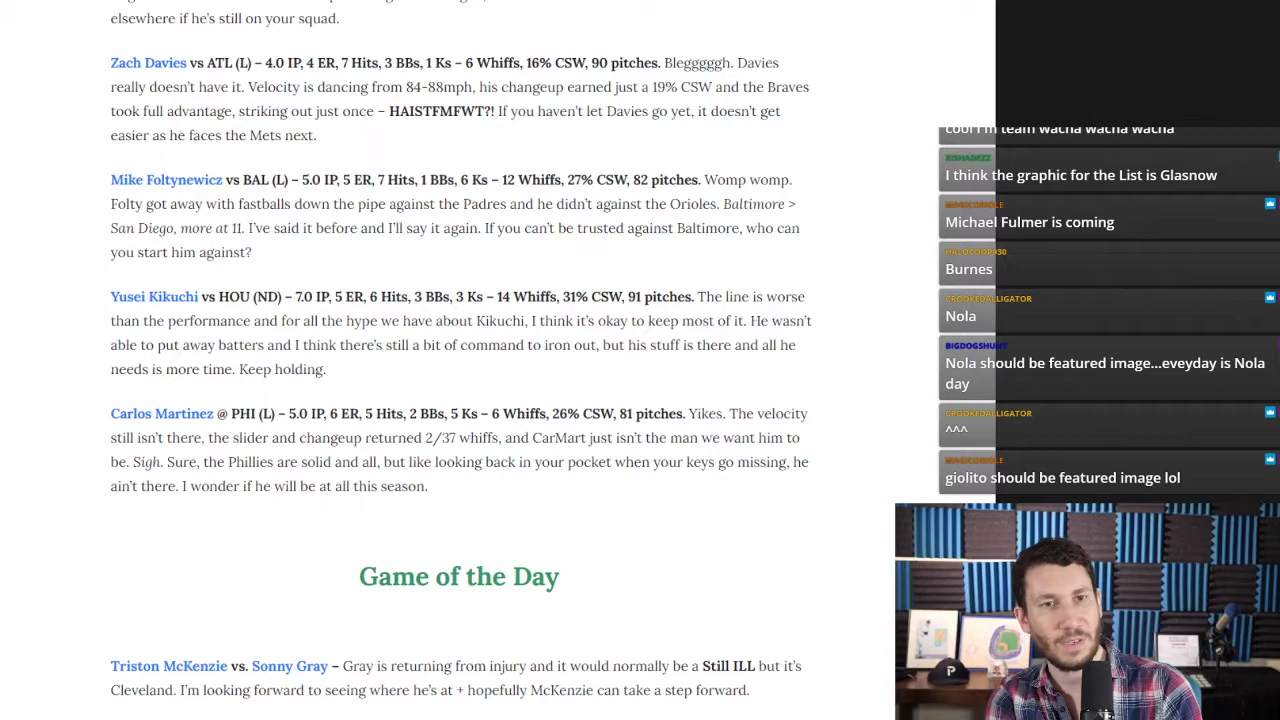 elsewhere if he's still on your squad.
Zach Davies vs ATL (L) – 4.0 IP, 4 ER, 7 Hits, 3 BBs, 1 Ks – 6 Whiffs, 16% CSW, 90 pitches. Bleggggggh. Davies
really doesn't have it. Velocity is dancing from 84-88mph, his changeup earned just a 19% CSW and the Braves
took full advantage, striking out just once – HAISTFMFWT?! If you haven't let Davies go yet, it doesn't get
easier as he faces the Mets next.
Mike Foltynewicz vs BAL (L) – 5.0 IP, 5 ER, 7 Hits, 1 BBs, 6 Ks – 12 Whiffs, 27% CSW, 82 pitches. Womp womp.
Folty got away with fastballs down the pipe against the Padres and he didn't against the Orioles. Baltimore >
San Diego, more at 11. I've said it before and I'll say it again. If you can't be trusted against Baltimore, who can
you start him against?
Yusei Kikuchi vs HOU (ND) – 7.0 IP, 5 ER, 6 Hits, 3 BBs, 3 Ks – 14 Whiffs, 31% CSW, 91 pitches. The line is worse
than the performance and for all the hype we have about Kikuchi, I think it's okay to keep most of it. He wasn't
able to put away batters and I think there's still a bit of command to iron out, but his stuff is there and all he
needs is more time. Keep holding.
Carlos Martinez @ PHI (L) – 5.0 IP, 6 ER, 5 Hits, 2 BBs, 5 Ks – 6 Whiffs, 26% CSW, 81 pitches. Yikes. The velocity
still isn't there, the slider and changeup returned 2/37 whiffs, and CarMart just isn't the man we want him to
be. Sigh. Sure, the Phillies are solid and all, but like looking back in your pocket when your keys go missing, he
ain't there. I wonder if he will be at all this season.
Game of the Day
Triston McKenzie vs. Sonny Gray – Gray is returning from injury and it would normally be a Still ILL but it's
Cleveland. I'm looking forward to seeing where he's at + hopefully McKenzie can take a step forward.
cool I'm team wacha wacha wacha
XISHADEZZ
I think the graphic for the List is Glasnow
Michael Fulmer is coming
HALOCOOP930
Burnes
CROOKEDALLIGATOR
Nola
BIGDOGSHUNT
Nola should be featured image...eveyday is Nola
day
CROOKEDALLIGATOR
^^^
giolito should be featured image lol